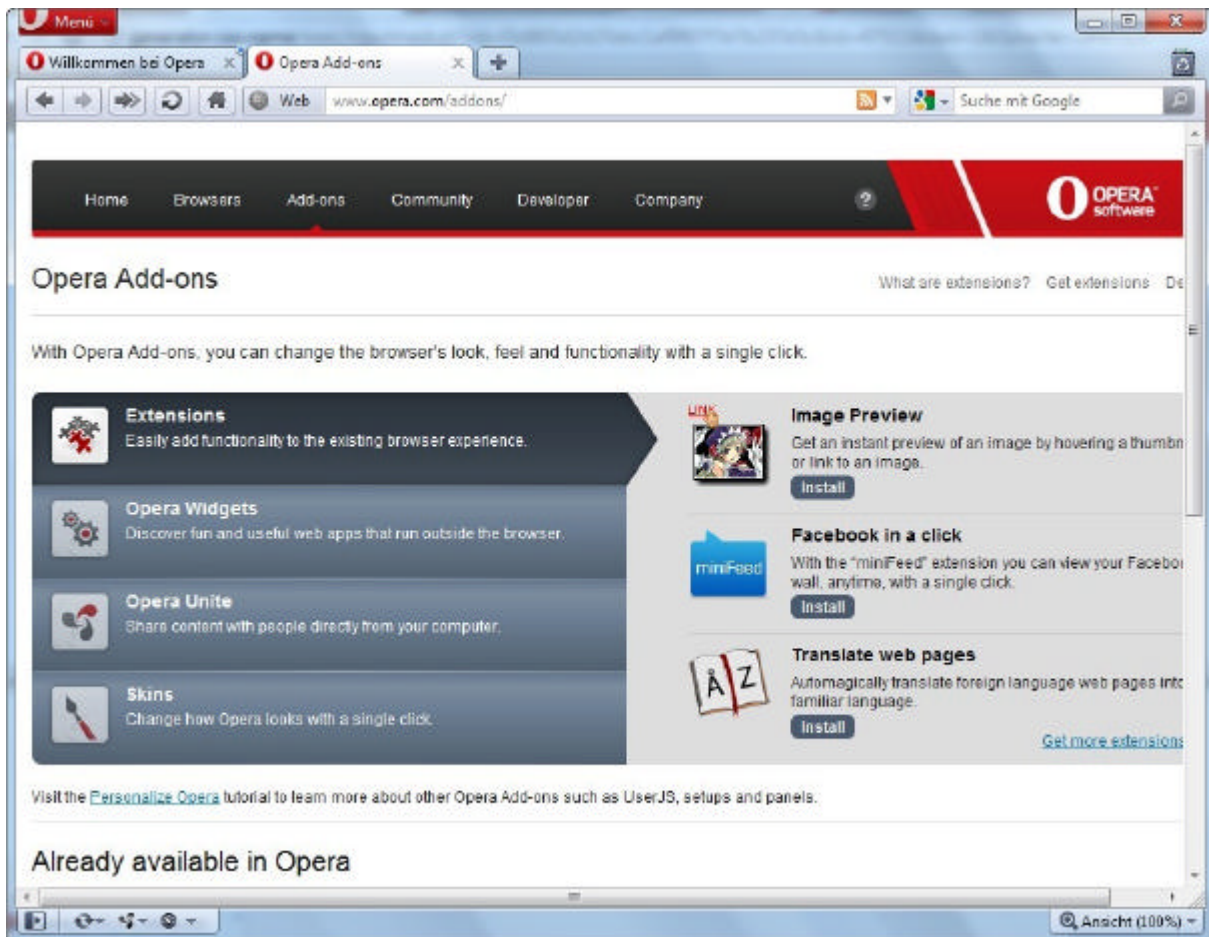 Menü
Willkommen bei Opera
Opera Add-ons
Web www.opera.com/addons/
Suche mit Google
Home Browsers Add-ons Community Developer Company ?
OPERA software
Opera Add-ons
What are extensions? Get extensions De
With Opera Add-ons, you can change the browser's look, feel and functionality with a single click.
Extensions
Easily add functionality to the existing browser experience.
Opera Widgets
Discover fun and useful web apps that run outside the browser.
Opera Unite
Share content with people directly from your computer.
Skins
Change how Opera looks with a single click.
LINK
Image Preview
Get an instant preview of an image by hovering a thumbn
or link to an image.
Install
miniFeed
Facebook in a click
With the "miniFeed" extension you can view your Facebo
wall, anytime, with a single click.
Install
Å Z
Translate web pages
Automagically translate foreign language web pages into
familiar language.
Install
Get more extensions
Visit the Personalize Opera tutorial to learn more about other Opera Add-ons such as UserJS, setups and panels.
Already available in Opera
Ansicht (100%)